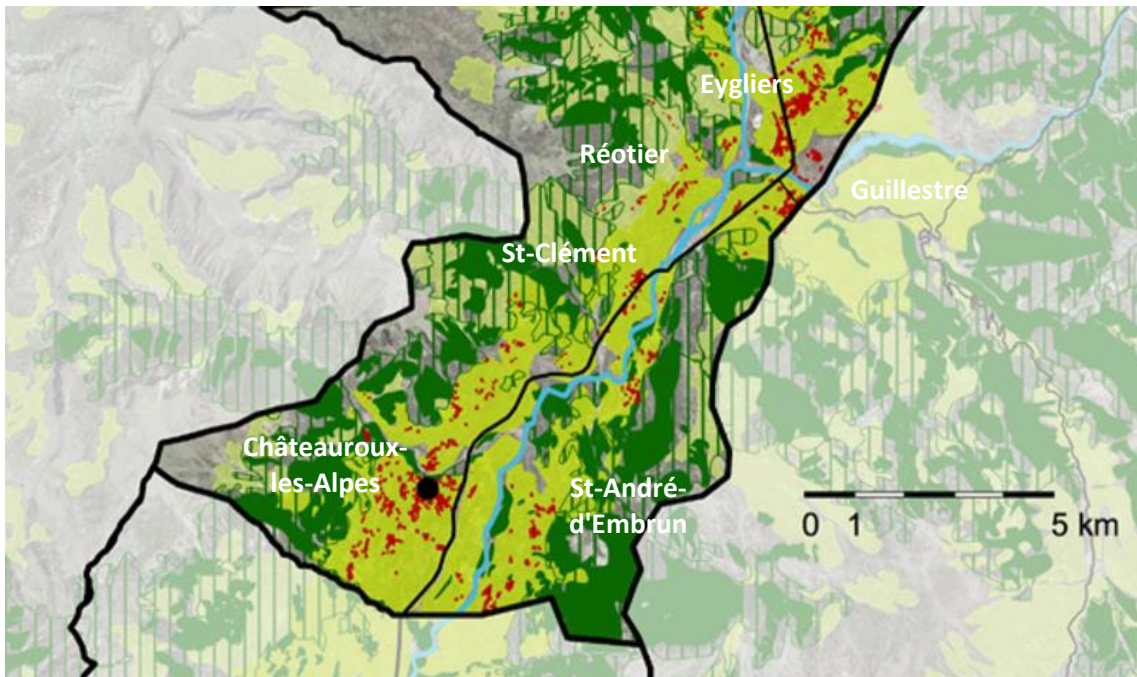 Eygliers
Réotier
Guillestre
St-Clément
Châteauroux-
les-Alpes
St-André-
d'Embrun
0 1 5 km